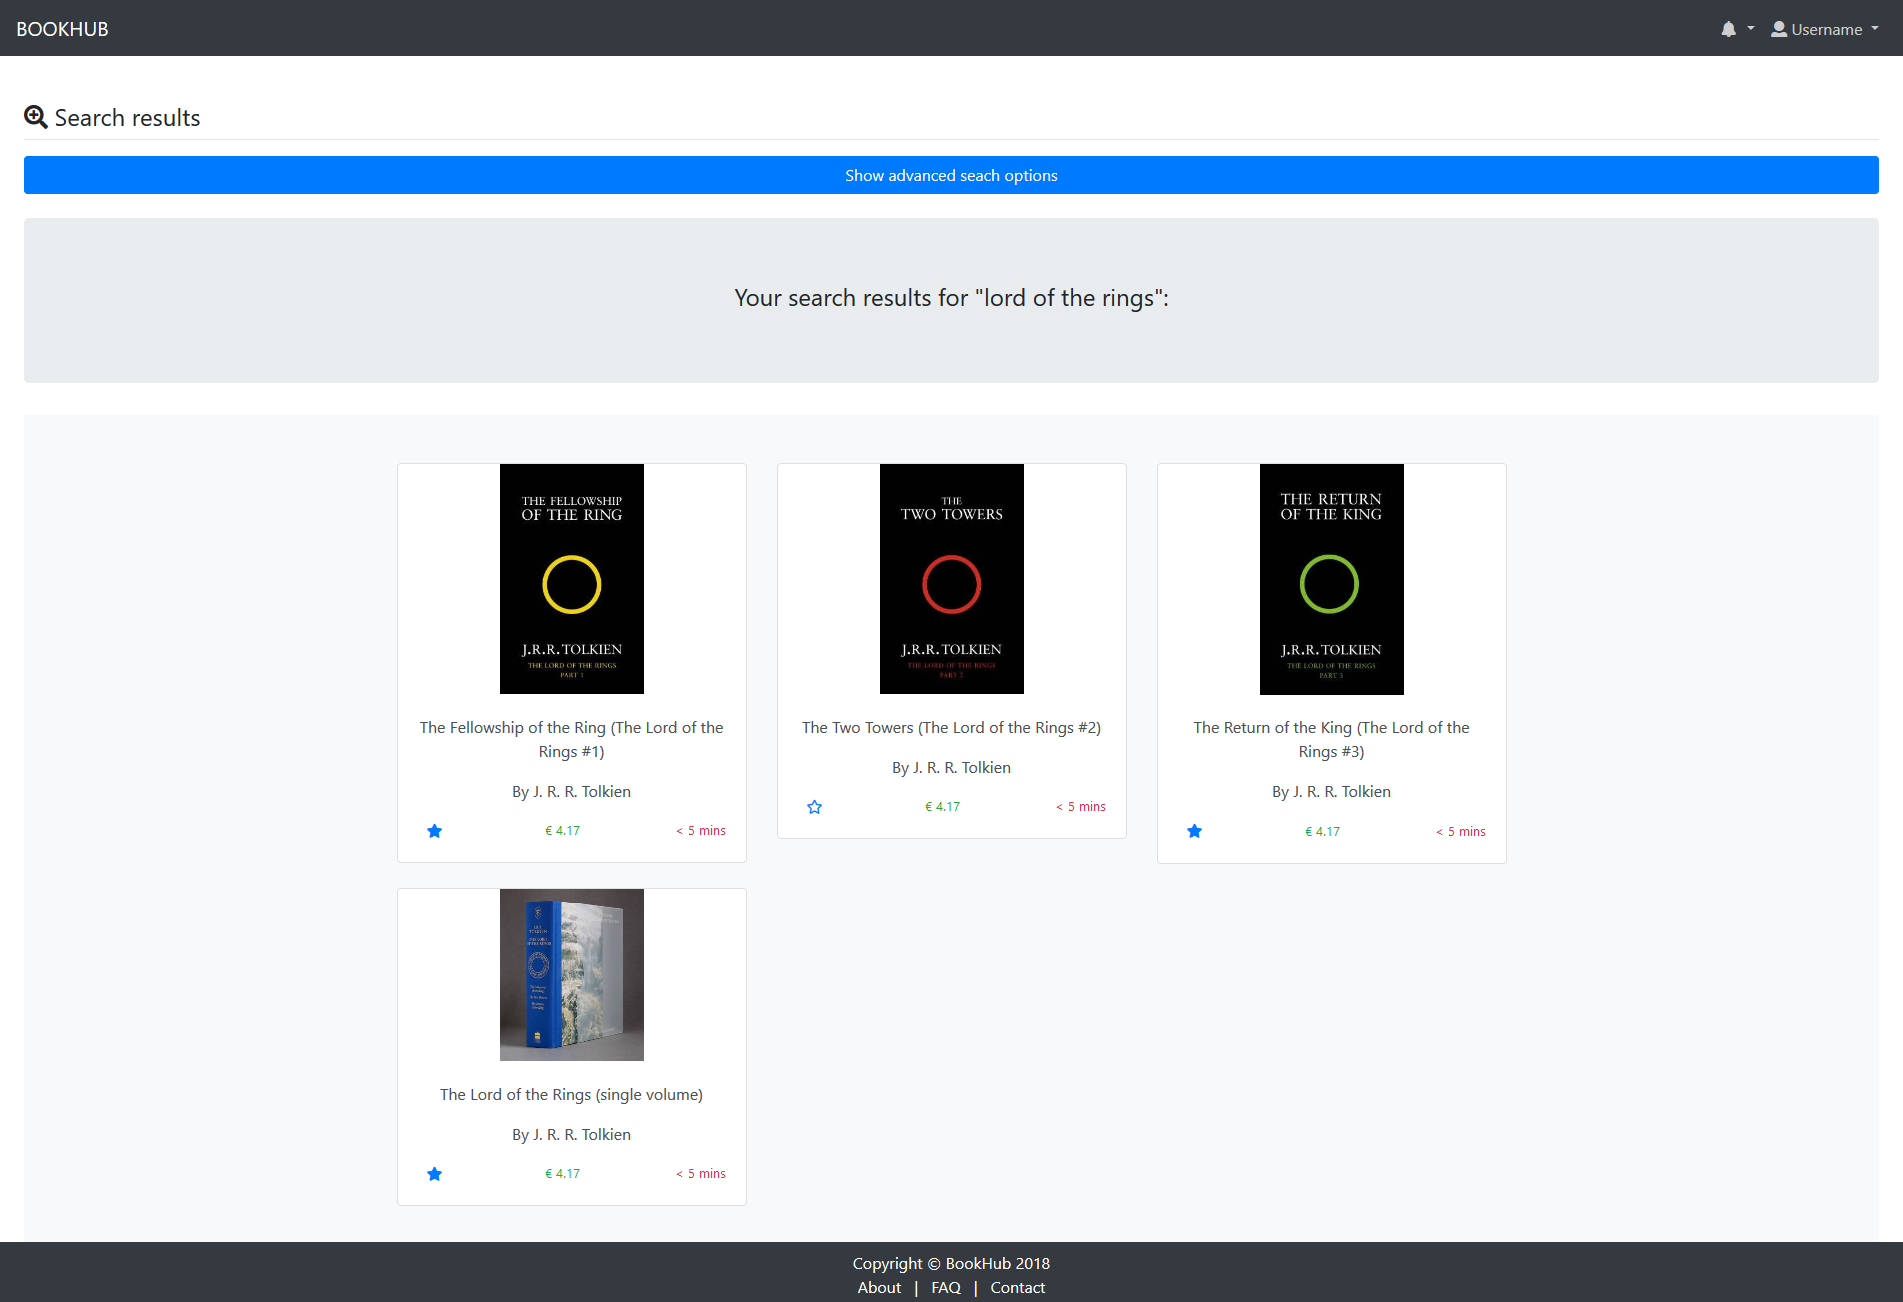 BOOKHUB
Username
Search results
Show advanced seach options
Your search results for "lord of the rings":
THE FELLOWSHIP
OF THE RING
J.R.R. TOLKIEN
THE LORD OF THE RINGS
PART 1
The Fellowship of the Ring (The Lord of the
Rings #1)
By J. R. R. Tolkien
€ 4.17
< 5 mins
THE
TWO TOWERS
J.R.R. TOLKIEN
THE LORD OF THE RINGS
PART 2
The Two Towers (The Lord of the Rings #2)
By J. R. R. Tolkien
€ 4.17
< 5 mins
THE RETURN
OF THE KING
J.R.R. TOLKIEN
THE LORD OF THE RINGS
PART 3
The Return of the King (The Lord of the
Rings #3)
By J. R. R. Tolkien
€ 4.17
< 5 mins
The Lord of the Rings (single volume)
By J. R. R. Tolkien
€ 4.17
< 5 mins
Copyright © BookHub 2018
About | FAQ | Contact